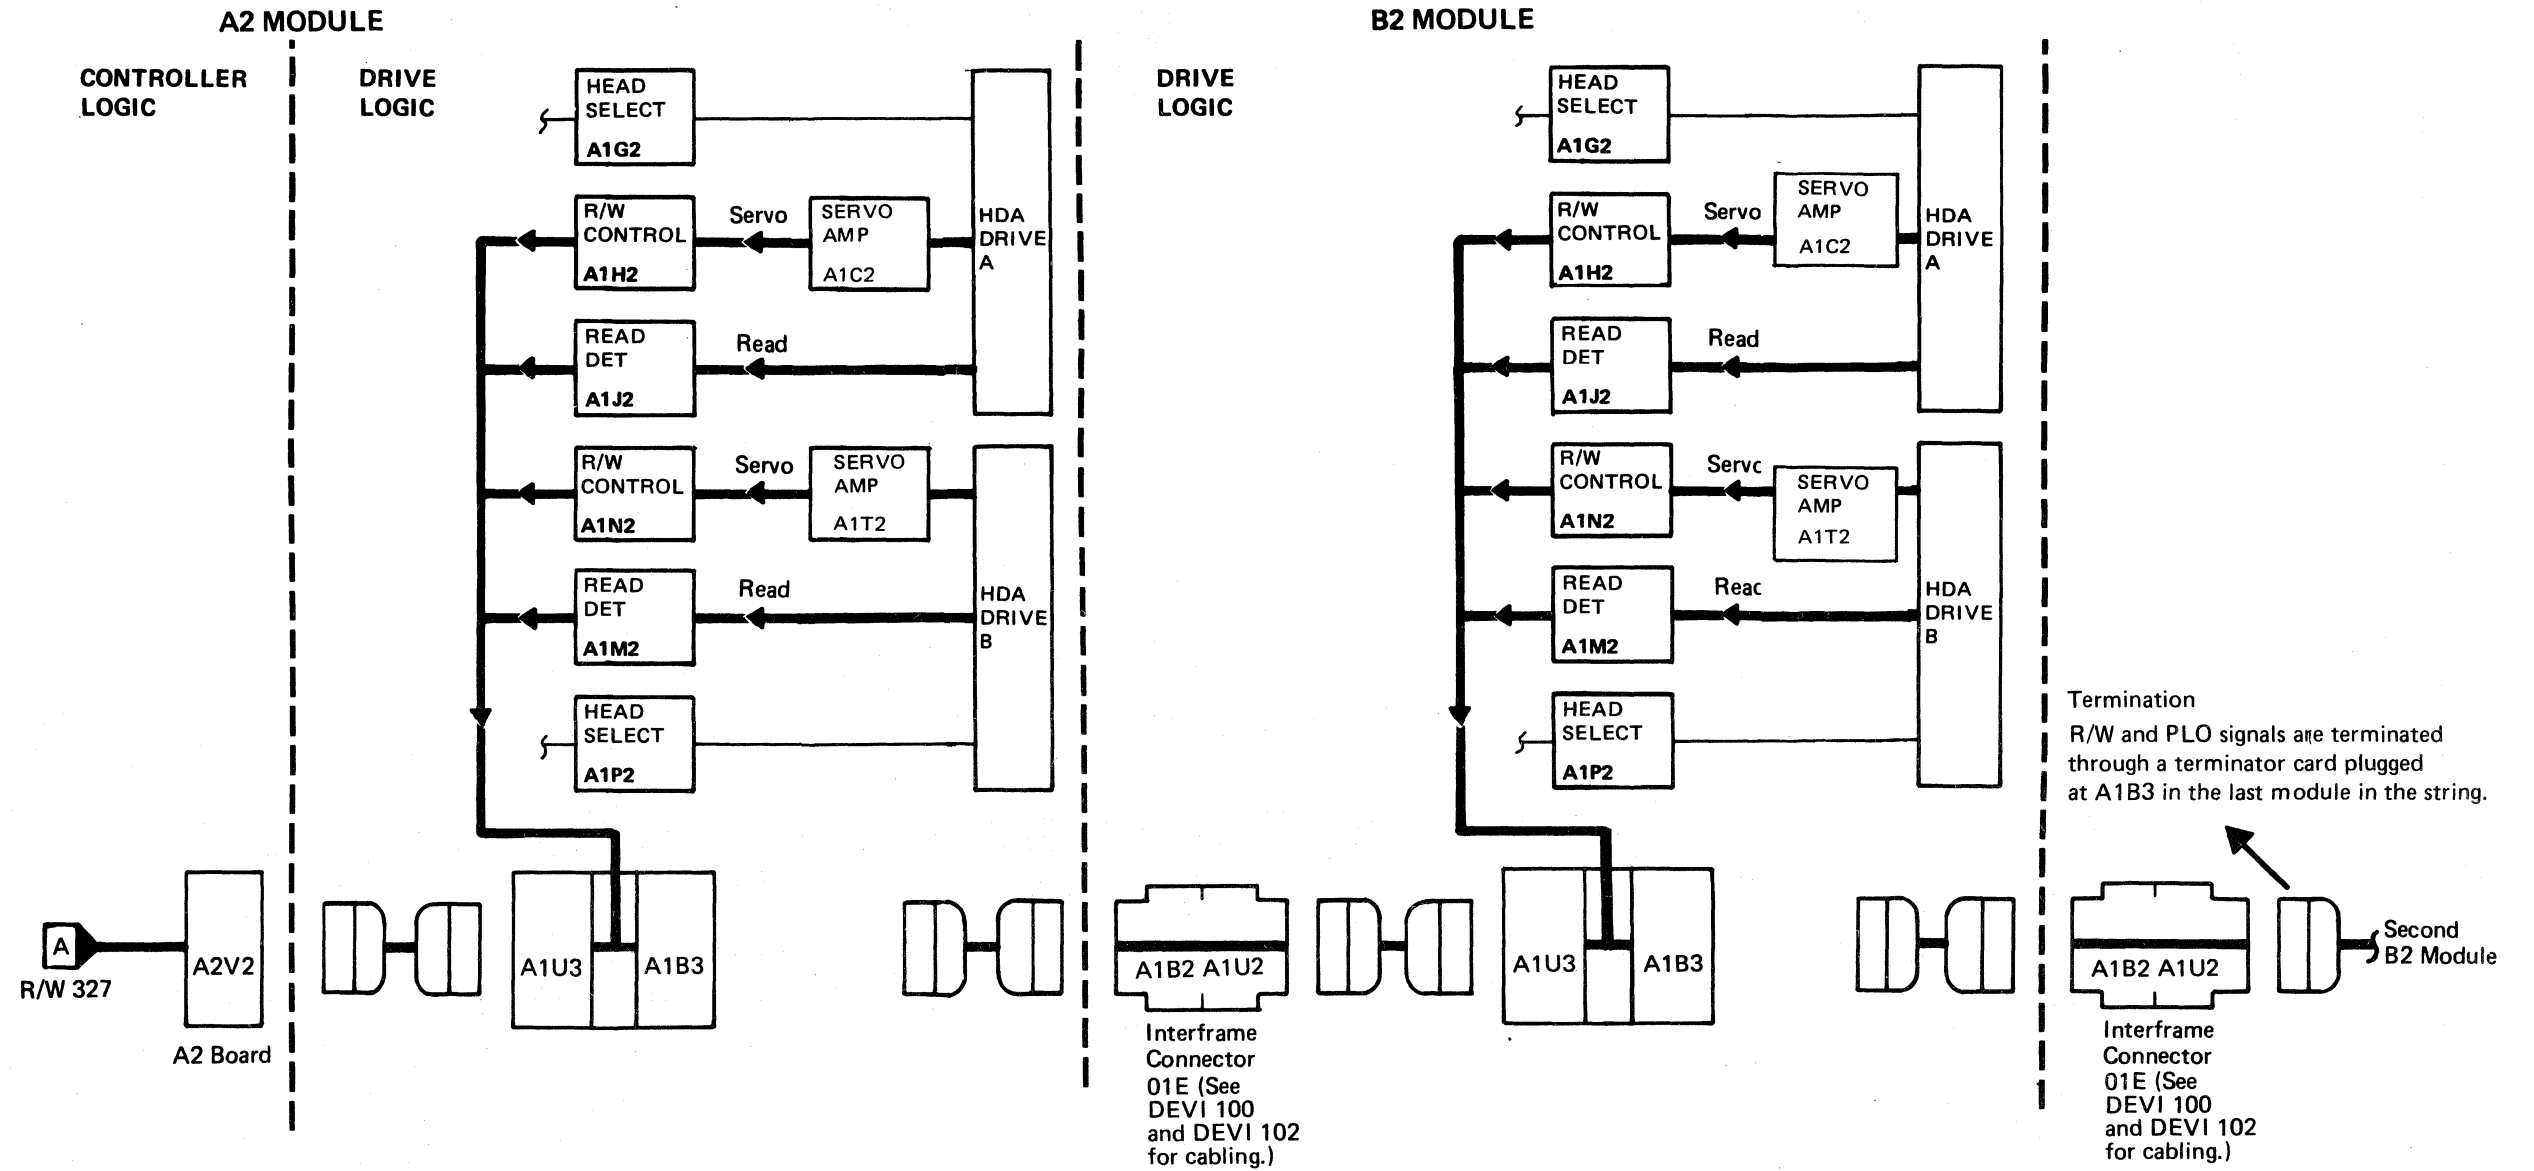 A2 MODULE
CONTROLLER
LOGIC
DRIVE
LOGIC
HEAD
SELECT
A1G2
R/W
CONTROL
A1H2
Servo
SERVO
AMP
A1C2
HDA
DRIVE
A
READ
DET
A1J2
Read
R/W
CONTROL
A1N2
Servo
SERVO
AMP
A1T2
READ
DET
A1M2
Read
HDA
DRIVE
B
HEAD
SELECT
A1P2
A
R/W 327
A2V2
A2 Board
A1U3
A1B3
B2 MODULE
DRIVE
LOGIC
HEAD
SELECT
A1G2
R/W
CONTROL
A1H2
Servo
SERVO
AMP
A1C2
HDA
DRIVE
A
READ
DET
A1J2
Read
R/W
CONTROL
A1N2
Servo
SERVO
AMP
A1T2
READ
DET
A1M2
Read
HDA
DRIVE
B
HEAD
SELECT
A1P2
A1B2 A1U2
Interframe
Connector
01E (See
DEVI 100
and DEVI 102
for cabling.)
A1U3
A1B3
Termination
R/W and PLO signals are terminated
through a terminator card plugged
at A1B3 in the last module in the string.
A1B2 A1U2
Interframe
Connector
01E (See
DEVI 100
and DEVI 102
for cabling.)
Second
B2 Module